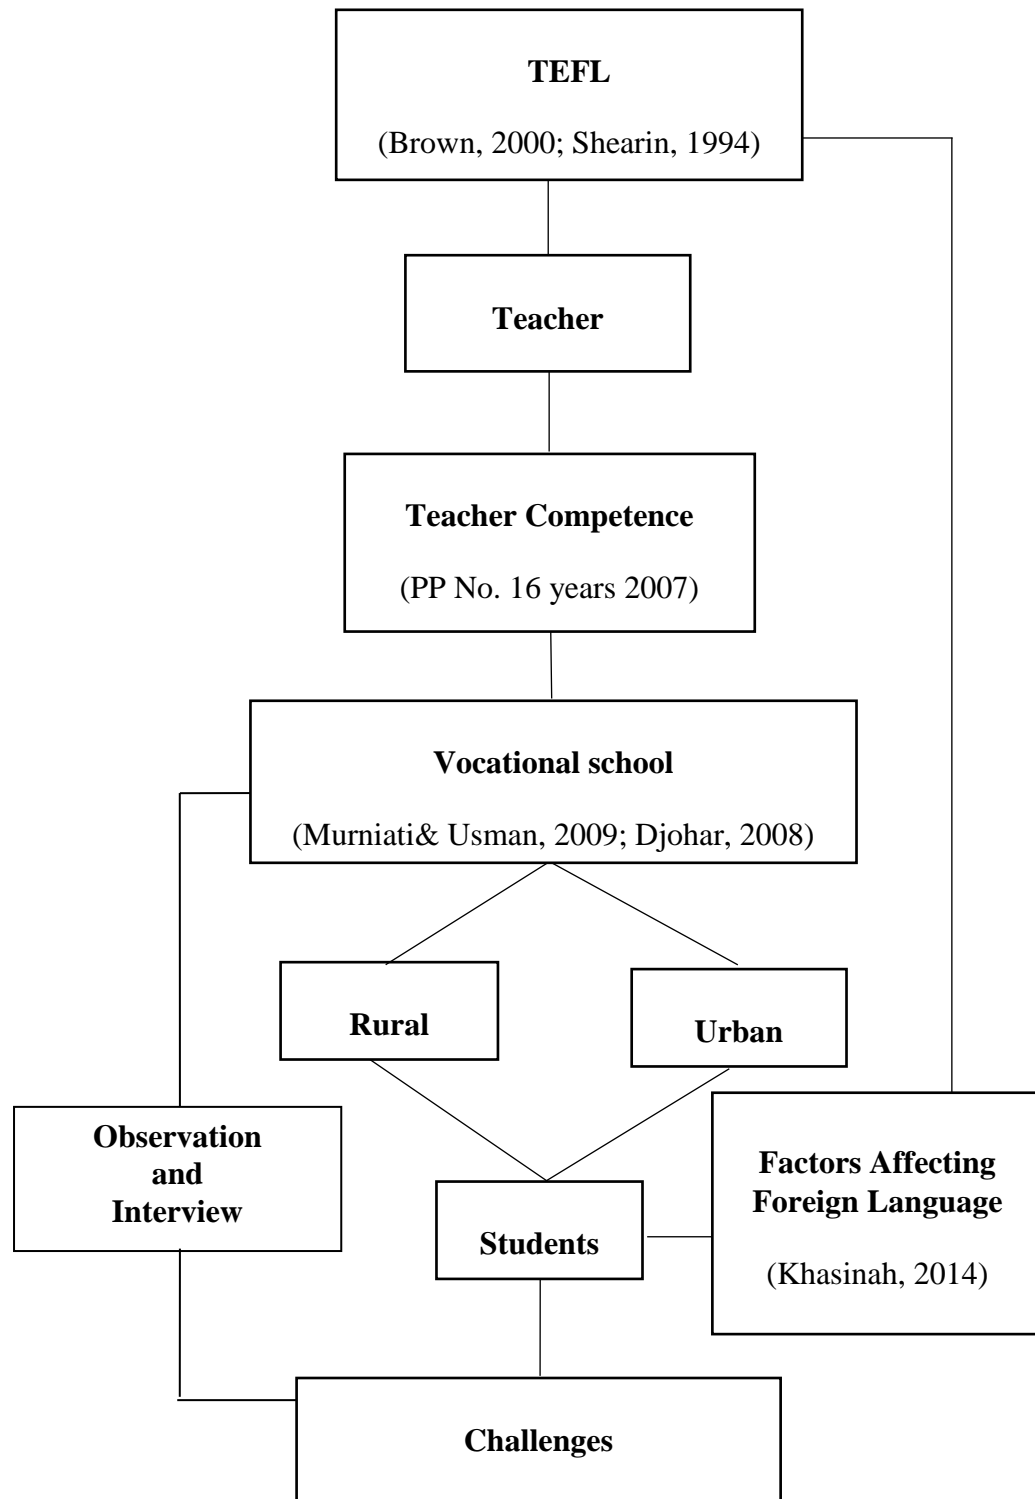 TEFL
(Brown, 2000; Shearin, 1994)
Teacher
Teacher Competence
(PP No. 16 years 2007)
Vocational school
(Murniati& Usman, 2009; Djohar, 2008)
Rural
Urban
Observation
and
Interview
Factors Affecting
Foreign Language
(Khasinah, 2014)
Students
Challenges